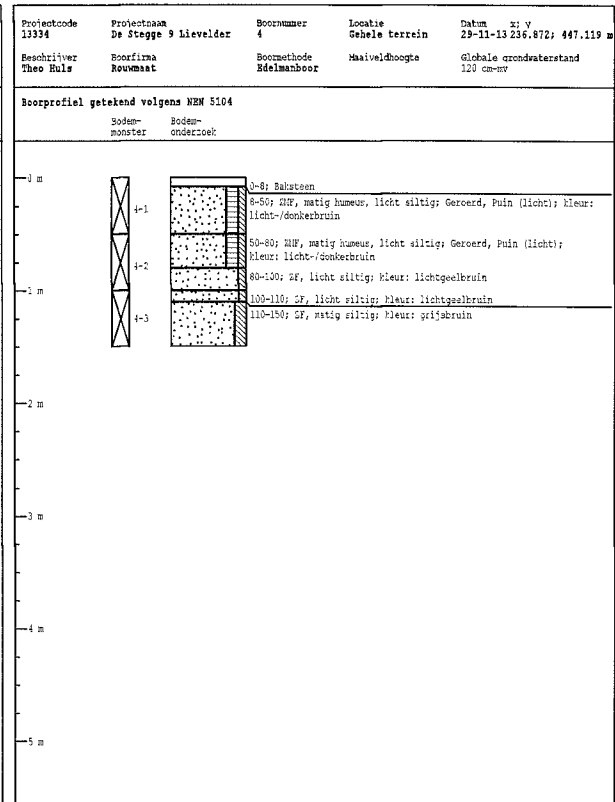 Projectcode Projectnaam Boornummer Locatie Datum x; y
13334 De Stegge 9 Lievelder 4 Gehele terrein 29-11-13 236.872; 447.119 m
Beschrijver Boorfirma Boormethode Maaiveldhoogte Globale grondwaterstand
Theo Huls Rouwmaat Edelmanboor 120 cm-mv
Boorprofiel getekend volgens NEN 5104
Bodem- Bodem-
monster onderzoek
0 m
0-8; Baksteen
8-50; ZMF, matig humeus, licht siltig; Geroerd, Puin (licht); kleur:
4-1 licht-/donkerbruin
50-80; ZMF, matig humeus, licht siltig; Geroerd, Puin (licht);
kleur: licht-/donkerbruin
4-2
80-100; ZF, licht siltig; kleur: lichtgeelbruin
1 m
100-110; ZF, licht siltig; kleur: lichtgeelbruin
4-3 110-150; ZF, matig siltig; kleur: grijsbruin
2 m
3 m
4 m
5 m